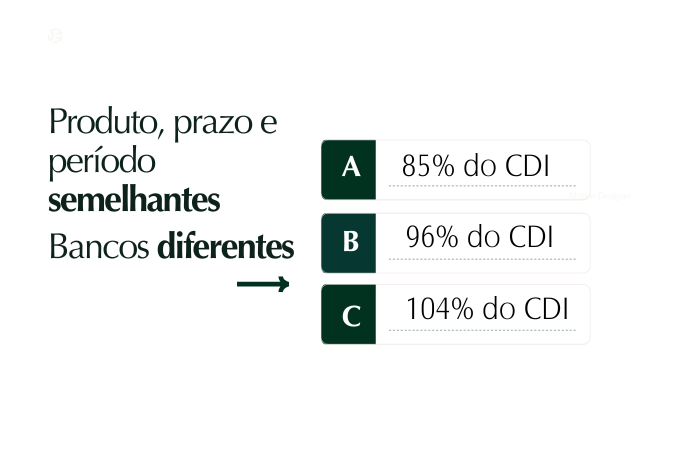 Produto, prazo e
período
semelhantes
Bancos diferentes
A 85% do CDI
B 96% do CDI
C 104% do CDI